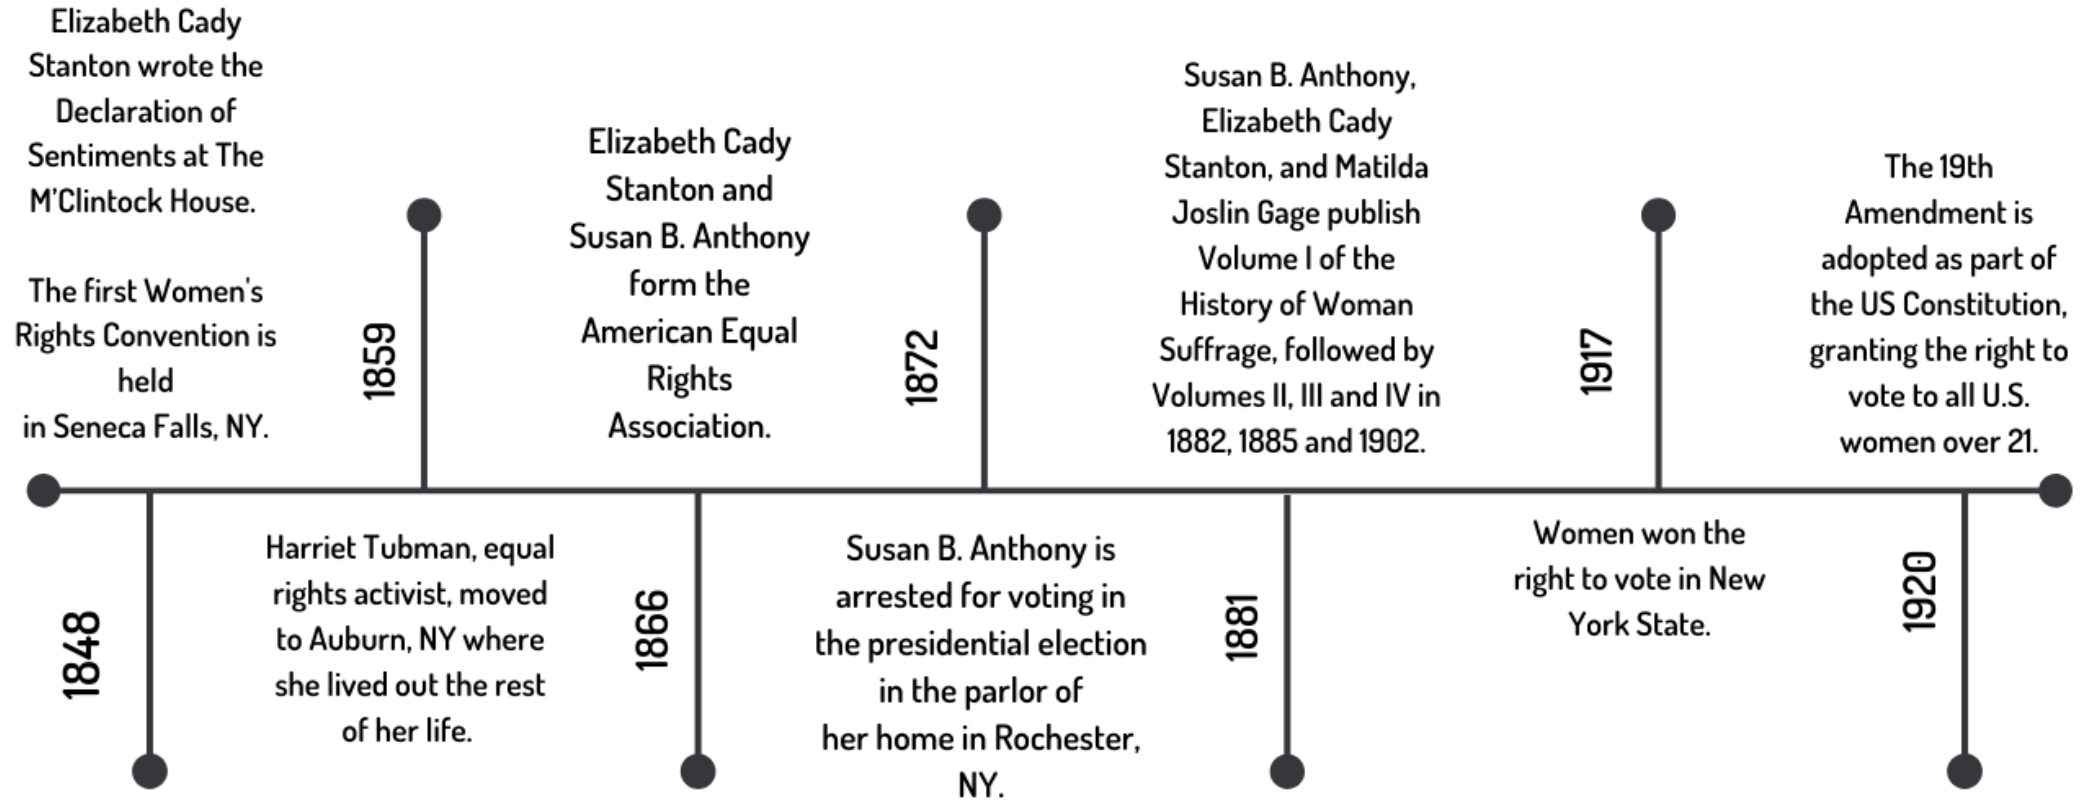 Elizabeth Cady
Stanton wrote the
Declaration of
Sentiments at The
M'Clintock House.
The first Women's
Rights Convention is
held
in Seneca Falls, NY.
1848
1859
Harriet Tubman, equal
rights activist, moved
to Auburn, NY where
she lived out the rest
of her life.
Elizabeth Cady
Stanton and
Susan B. Anthony
form the
American Equal
Rights
Association.
1866
1872
Susan B. Anthony is
arrested for voting in
the presidential election
in the parlor of
her home in Rochester,
NY.
Susan B. Anthony,
Elizabeth Cady
Stanton, and Matilda
Joslin Gage publish
Volume I of the
History of Woman
Suffrage, followed by
Volumes II, III and IV in
1882, 1885 and 1902.
1881
1917
Women won the
right to vote in New
York State.
The 19th
Amendment is
adopted as part of
the US Constitution,
granting the right to
vote to all U.S.
women over 21.
1920